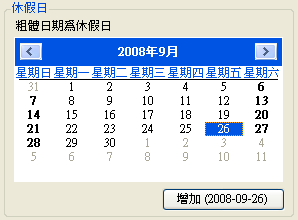 休假日
粗體日期爲休假日
2008年9月
星期日 星期一 星期二 星期三 星期四 星期五 星期六
31 1 2 3 4 5 6
7 8 9 10 11 12 13
14 15 16 17 18 19 20
21 22 23 24 25 26 27
28 29 30 1 2 3 4
5 6 7 8 9 10 11
增加 (2008-09-26)